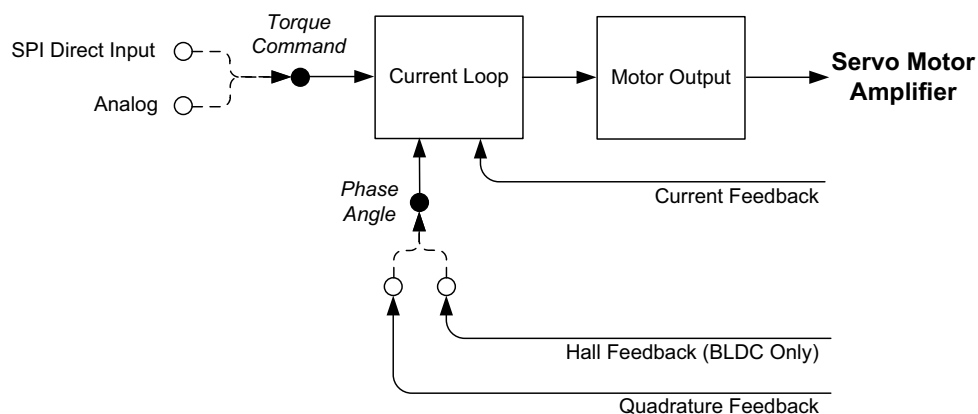 Torque
Command
SPI Direct Input
Analog
Current Loop
Motor Output
Servo Motor
Amplifier
Phase
Angle
Current Feedback
Hall Feedback (BLDC Only)
Quadrature Feedback